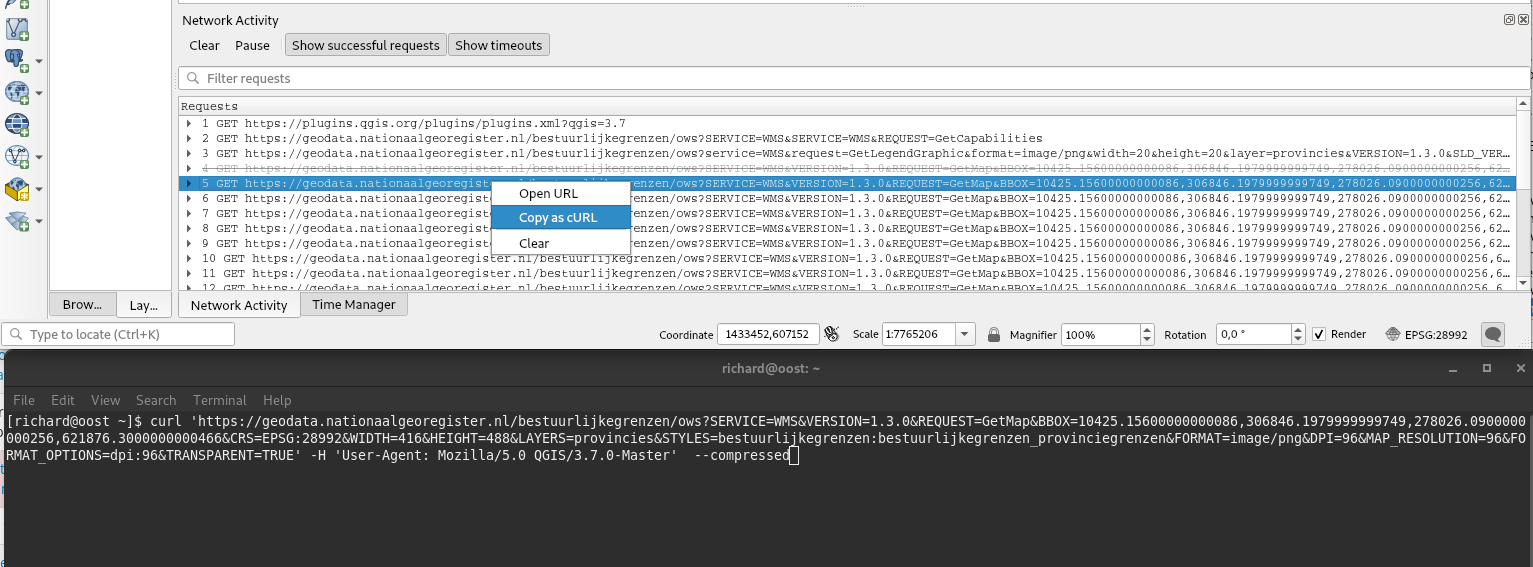 Network Activity
Clear Pause Show successful requests Show timeouts
Filter requests
Requests
1 GET https://plugins.qgis.org/plugins/plugins.xml?qgis=3.7
2 GET https://geodata.nationaalgeoregister.nl/bestuurlijkegrenzen/ows?SERVICE=WMS&SERVICE=WMS&REQUEST=GetCapabilities
3 GET https://geodata.nationaalgeoregister.nl/bestuurlijkegrenzen/ows?service=wms&request=GetLegendGraphic&format=image/png&width=20&height=20&layer=provincies&VERSION=1.3.0&SLD_VER...
4 GET https://geodata.nationaalgeoregister.nl/bestuurlijkegrenzen/ows?SERVICE=WMS&VERSION=1.3.0&REQUEST=GetMap&BBOX=10425.15600000000086,306846.1979999999749,278026.0900000000256,62...
5 GET https://geodata.nationaalgeoregister.nl/bestuurlijkegrenzen/ows?SERVICE=WMS&VERSION=1.3.0&REQUEST=GetMap&BBOX=10425.15600000000086,306846.1979999999749,278026.0900000000256,62...
6 GET https://geodata.nationaalgeoregister enzen/ows?SERVICE=WMS&VERSION=1.3.0&REQUEST=GetMap&BBOX=10425.15600000000086,306846.1979999999749,278026.0900000000256,62...
7 GET https://geodata.nationaalgeoregister enzen/ows?SERVICE=WMS&VERSION=1.3.0&REQUEST=GetMap&BBOX=10425.15600000000086,306846.1979999999749,278026.0900000000256,62...
8 GET https://geodata.nationaalgeoregister enzen/ows?SERVICE=WMS&VERSION=1.3.0&REQUEST=GetMap&BBOX=10425.15600000000086,306846.1979999999749,278026.0900000000256,62...
9 GET https://geodata.nationaalgeoregister enzen/ows?SERVICE=WMS&VERSION=1.3.0&REQUEST=GetMap&BBOX=10425.15600000000086,306846.1979999999749,278026.0900000000256,62...
10 GET https://geodata.nationaalgeoregister.nl/bestuurlijkegrenzen/ows?SERVICE=WMS&VERSION=1.3.0&REQUEST=GetMap&BBOX=10425.15600000000086,306846.1979999999749,278026.0900000000256,6...
11 GET https://geodata.nationaalgeoregister.nl/bestuurlijkegrenzen/ows?SERVICE=WMS&VERSION=1.3.0&REQUEST=GetMap&BBOX=10425.15600000000086,306846.1979999999749,278026.0900000000256,6...
12 GET https://geodata.nationaalgeoregister.nl/bestuurlijkegrenzen/ows?SERVICE=WMS&VERSION=1.3.0&REQUEST=GetMap&BBOX=10425.15600000000086,306846.1979999999749,278026.0900000000256,6...
Open URL
Copy as cURL
Clear
Brow... Lay... Network Activity Time Manager
Type to locate (Ctrl+K) Coordinate 1433452,607152 Scale 1:7765206 Magnifier 100% Rotation 0,0 ° Render EPSG:28992
richard@oost: ~
File Edit View Search Terminal Help
[richard@oost ~]$ curl 'https://geodata.nationaalgeoregister.nl/bestuurlijkegrenzen/ows?SERVICE=WMS&VERSION=1.3.0&REQUEST=GetMap&BBOX=10425.15600000000086,306846.1979999999749,278026.0900000
000256,621876.3000000000466&CRS=EPSG:28992&WIDTH=416&HEIGHT=488&LAYERS=provincies&STYLES=bestuurlijkegrenzen:bestuurlijkegrenzen_provinciegrenzen&FORMAT=image/png&DPI=96&MAP_RESOLUTION=96&FO
RMAT_OPTIONS=dpi:96&TRANSPARENT=TRUE' -H 'User-Agent: Mozilla/5.0 QGIS/3.7.0-Master' --compressed